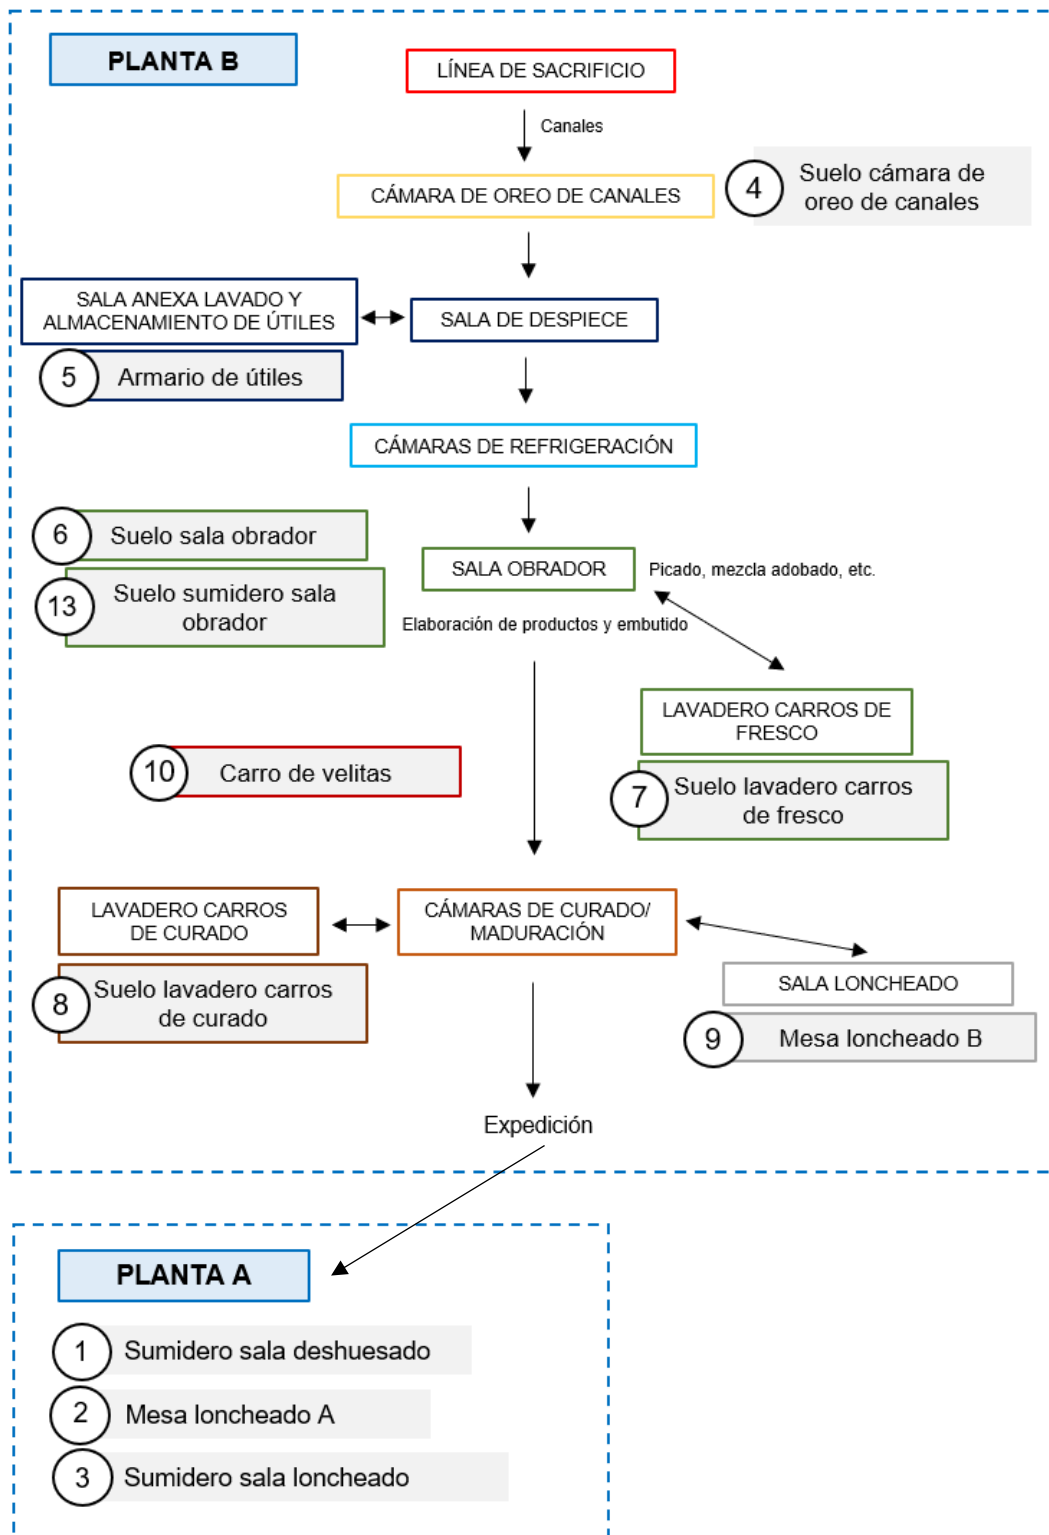 PLANTA B
LÍNEA DE SACRIFICIO
Canales
CÁMARA DE OREO DE CANALES
4
Suelo cámara de
oreo de canales
SALA ANEXA LAVADO Y
ALMACENAMIENTO DE ÚTILES
SALA DE DESPIECE
5
Armario de útiles
CÁMARAS DE REFRIGERACIÓN
6
Suelo sala obrador
13
Suelo sumidero sala
obrador
SALA OBRADOR
Picado, mezcla adobado, etc.
Elaboración de productos y embutido
LAVADERO CARROS DE
FRESCO
7
Suelo lavadero carros
de fresco
10
Carro de velitas
LAVADERO CARROS
DE CURADO
8
Suelo lavadero carros
de curado
CÁMARAS DE CURADO/
MADURACIÓN
SALA LONCHEADO
9
Mesa loncheado B
Expedición
PLANTA A
1
Sumidero sala deshuesado
2
Mesa loncheado A
3
Sumidero sala loncheado